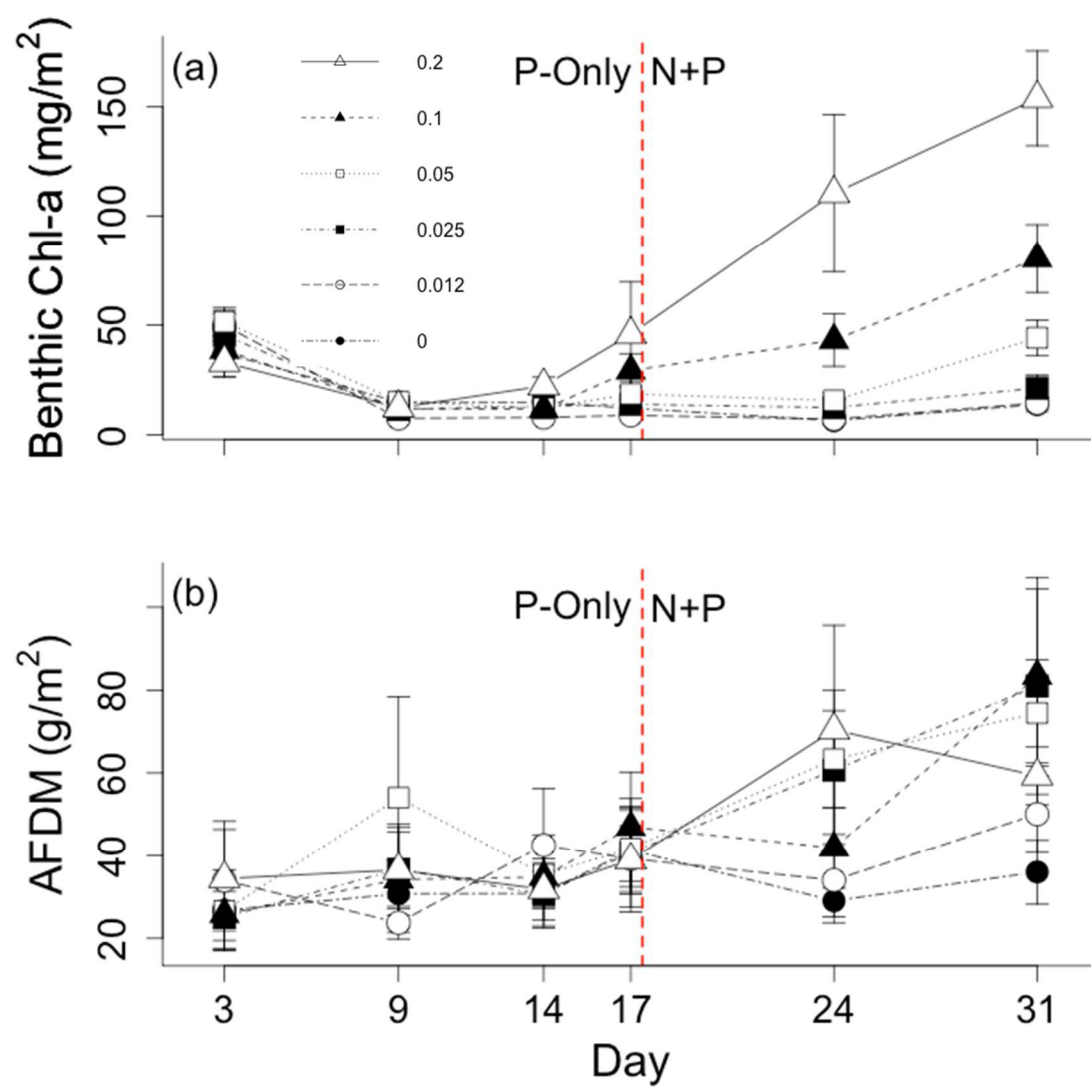 Benthic Chl-a (mg/m²)
0 50 100 150
(a)
P-Only N+P
0.2
0.1
0.05
0.025
0.012
0
AFDM (g/m²)
20 40 60 80
(b)
P-Only N+P
3 9 14 17 24 31
Day